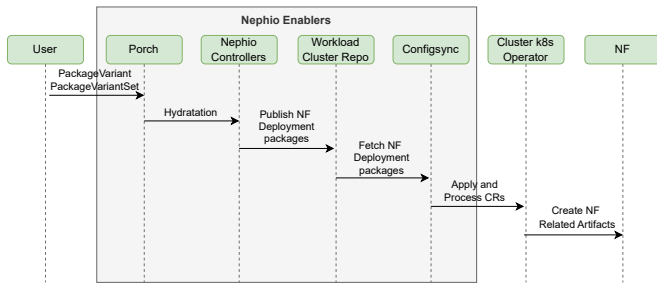 Nephio Enablers
User
Porch
Nephio
Controllers
Workload
Cluster Repo
Configsync
Cluster k8s
Operator
NF
PackageVariant
PackageVariantSet
Hydratation
Publish NF
Deployment
packages
Fetch NF
Deployment
packages
Apply and
Process CRs
Create NF
Related Artifacts